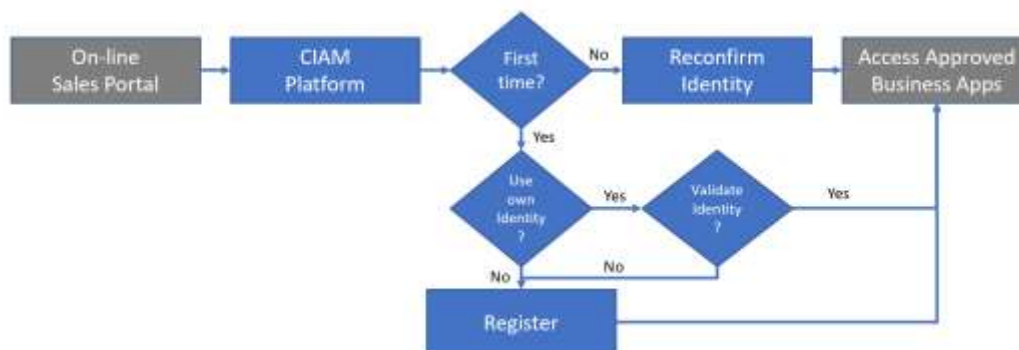 On-line
Sales Portal
CIAM
Platform
First
time?
No
Reconfirm
Identity
Access Approved
Business Apps
Yes
Use
own
Identity
?
Yes
Validate
Identity
?
Yes
No
No
Register